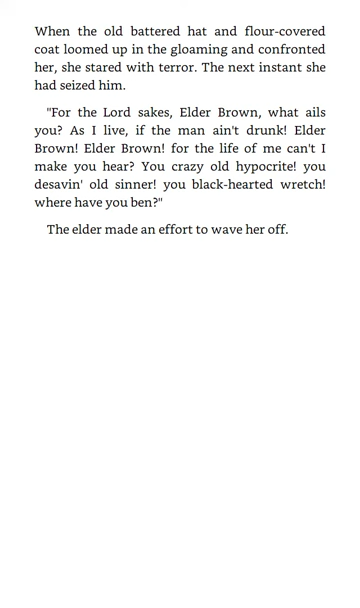 When the old battered hat and flour-covered
coat loomed up in the gloaming and confronted
her, she stared with terror. The next instant she
had seized him.
"For the Lord sakes, Elder Brown, what ails
you? As I live, if the man ain't drunk! Elder
Brown! Elder Brown! for the life of me can't I
make you hear? You crazy old hypocrite! you
desavin' old sinner! you black-hearted wretch!
where have you ben?"
The elder made an effort to wave her off.